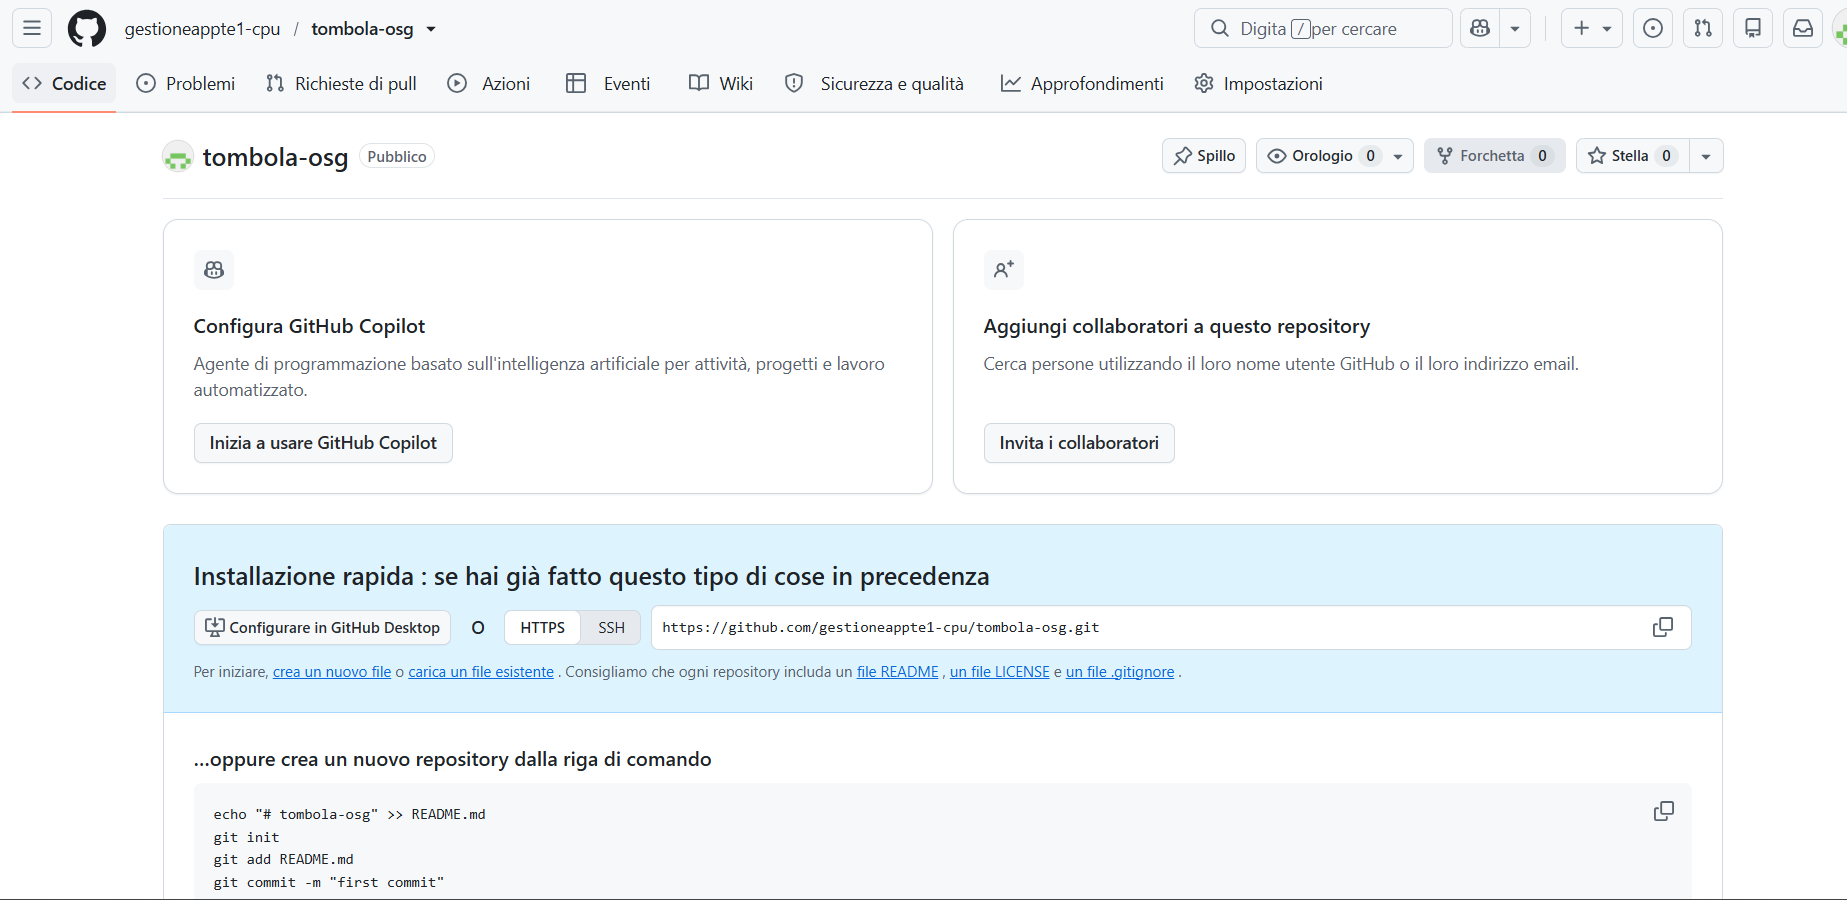 gestioneappte1-cpu / tombola-osg
Digita / per cercare
Codice
Problemi
Richieste di pull
Azioni
Eventi
Wiki
Sicurezza e qualità
Approfondimenti
Impostazioni
tombola-osg Pubblico
Spillo
Orologio 0
Forchetta 0
Stella 0
Configura GitHub Copilot
Agente di programmazione basato sull'intelligenza artificiale per attività, progetti e lavoro
automatizzato.
Inizia a usare GitHub Copilot
Aggiungi collaboratori a questo repository
Cerca persone utilizzando il loro nome utente GitHub o il loro indirizzo email.
Invita i collaboratori
Installazione rapida : se hai già fatto questo tipo di cose in precedenza
Configurare in GitHub Desktop O HTTPS SSH https://github.com/gestioneappte1-cpu/tombola-osg.git
Per iniziare, crea un nuovo file o carica un file esistente . Consigliamo che ogni repository includa un file README , un file LICENSE e un file .gitignore .
...oppure crea un nuovo repository dalla riga di comando
echo "# tombola-osg" >> README.md
git init
git add README.md
git commit -m "first commit"